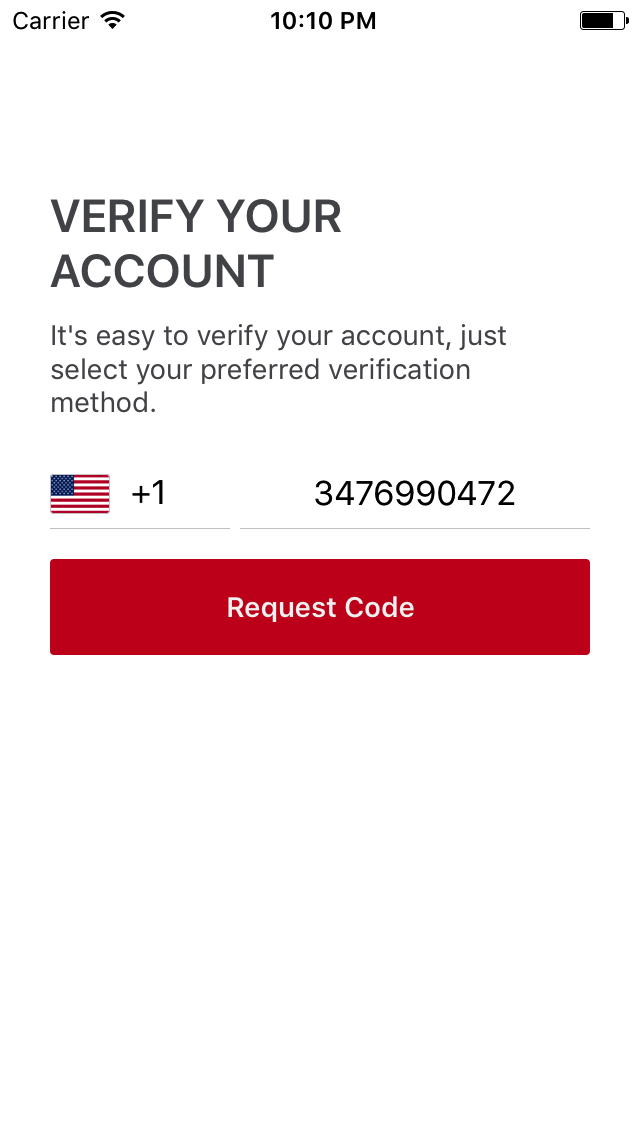 Carrier 10:10 PM
VERIFY YOUR
ACCOUNT
It's easy to verify your account, just
select your preferred verification
method.
+1 3476990472
Request Code